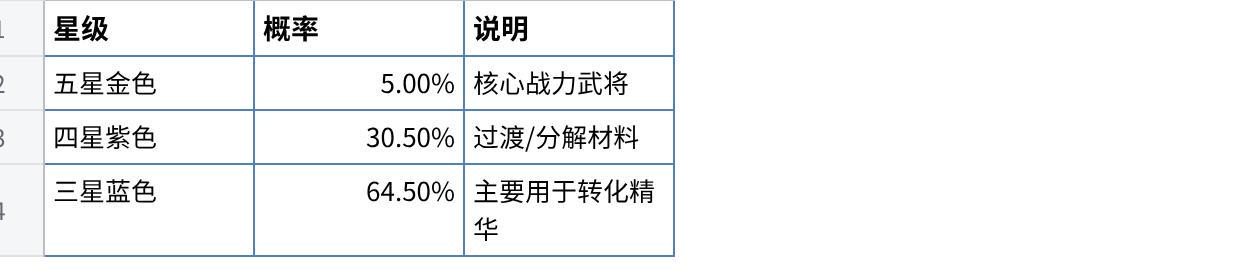 1 星级 概率 说明
2 五星金色 5.00% 核心战力武将
3 四星紫色 30.50% 过渡/分解材料
4 三星蓝色 64.50% 主要用于转化精
华